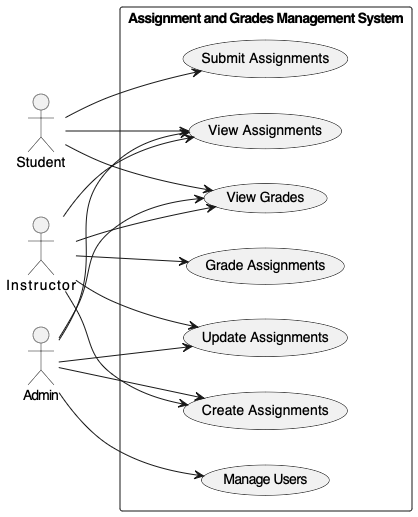 Assignment and Grades Management System
Submit Assignments
View Assignments
Student
View Grades
Grade Assignments
Instructor
Update Assignments
Admin
Create Assignments
Manage Users